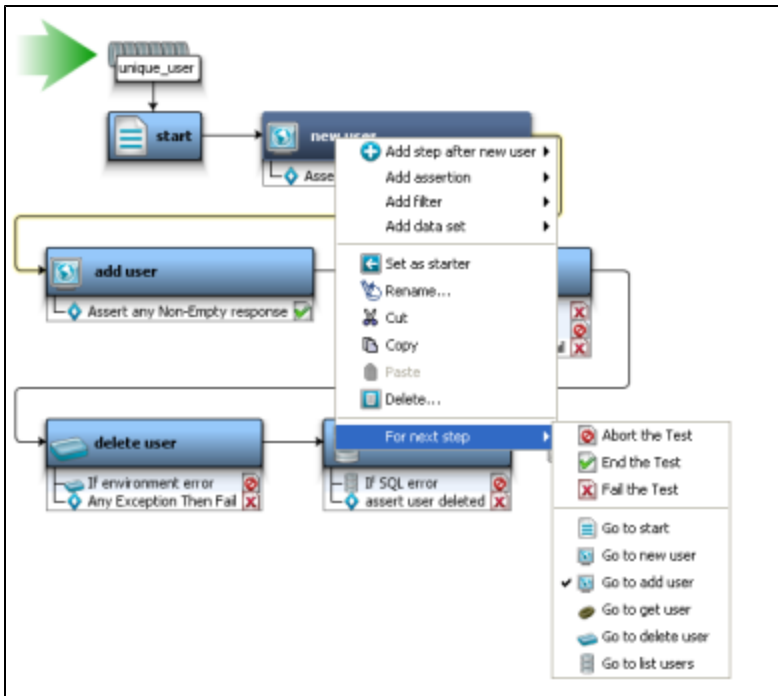 unique_user
start
new user
Asse
Add step after new user
Add assertion
Add filter
Add data set
Set as starter
Rename...
Cut
Copy
Paste
Delete...
For next step
add user
Assert any Non-Empty response
delete user
If environment error
Any Exception Then Fail
If SQL error
assert user deleted
Abort the Test
End the Test
Fail the Test
Go to start
Go to new user
Go to add user
Go to get user
Go to delete user
Go to list users